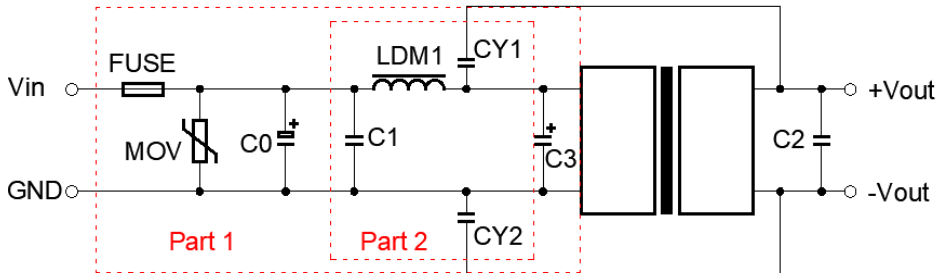 LDM1
CY1
FUSE
Vin
+Vout
+
+
C0
C1
C3
C2
MOV
GND
-Vout
Part 1
Part 2
CY2